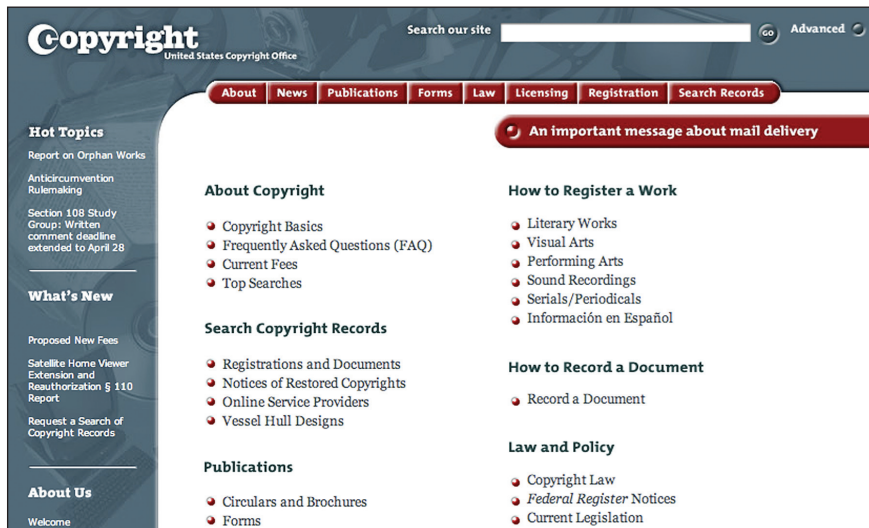 Copyright
United States Copyright Office
Search our site
GO
Advanced
About
News
Publications
Forms
Law
Licensing
Registration
Search Records
An important message about mail delivery
Hot Topics
Report on Orphan Works
Anticircumvention
Rulemaking
Section 108 Study
Group: Written
comment deadline
extended to April 28
What's New
Proposed New Fees
Satellite Home Viewer
Extension and
Reauthorization § 110
Report
Request a Search of
Copyright Records
About Us
Welcome
About Copyright
Copyright Basics
Frequently Asked Questions (FAQ)
Current Fees
Top Searches
Search Copyright Records
Registrations and Documents
Notices of Restored Copyrights
Online Service Providers
Vessel Hull Designs
Publications
Circulars and Brochures
Forms
How to Register a Work
Literary Works
Visual Arts
Performing Arts
Sound Recordings
Serials/Periodicals
Información en Español
How to Record a Document
Record a Document
Law and Policy
Copyright Law
Federal Register Notices
Current Legislation